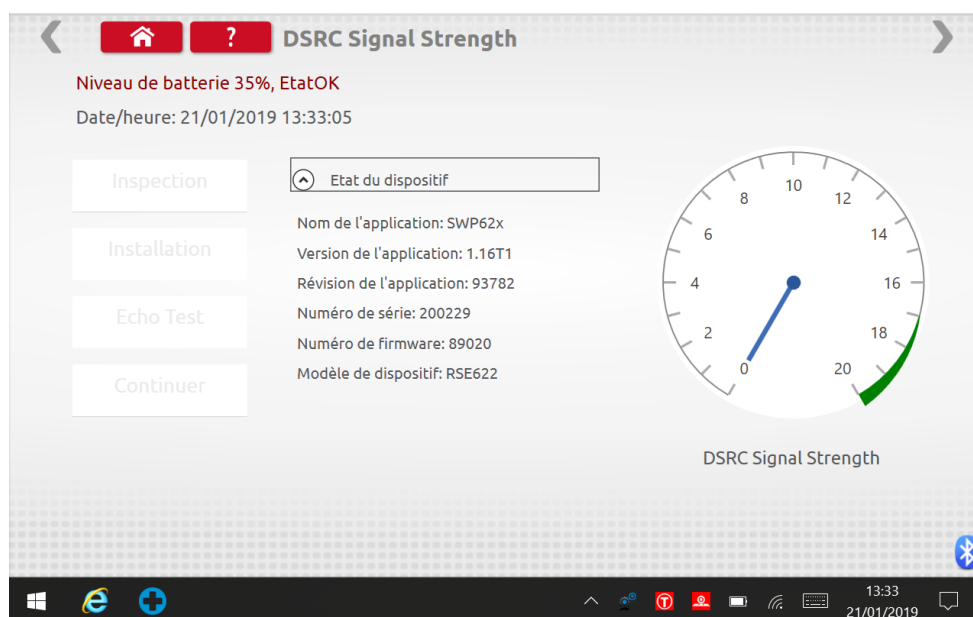 ? DSRC Signal Strength
Niveau de batterie 35%, EtatOK
Date/heure: 21/01/2019 13:33:05
Inspection
Installation
Echo Test
Continuer
Etat du dispositif
Nom de l'application: SWP62x
Version de l'application: 1.16T1
Révision de l'application: 93782
Numéro de série: 200229
Numéro de firmware: 89020
Modèle de dispositif: RSE622
0
2
4
6
8
10
12
14
16
18
20
DSRC Signal Strength
13:33
21/01/2019